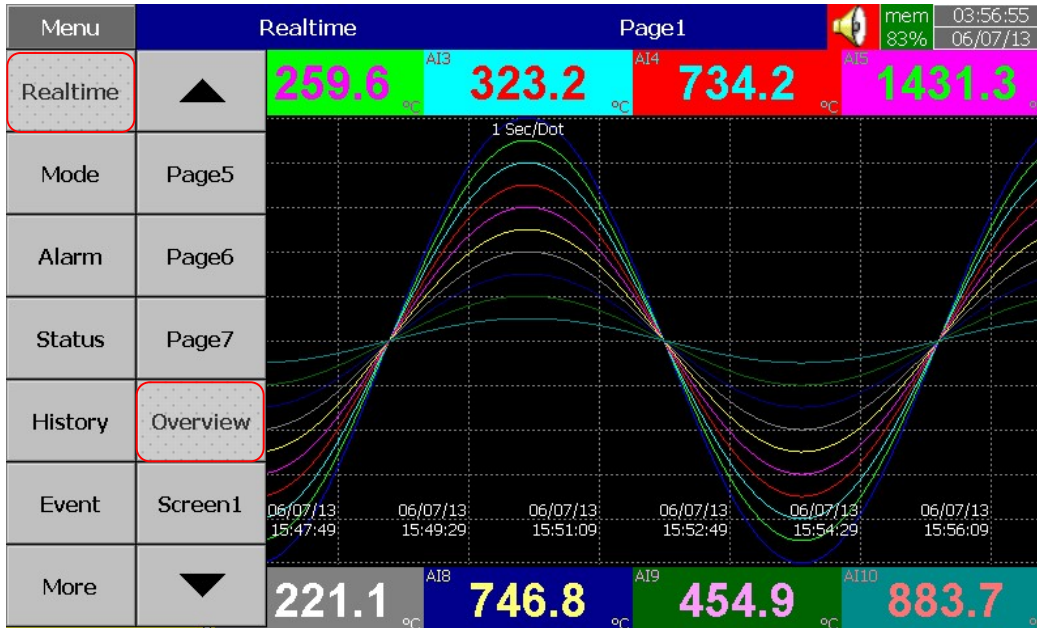 Menu
Realtime
Page1
mem
83%
03:56:55
06/07/13
Realtime
Mode
Alarm
Status
History
Event
More
Page5
Page6
Page7
Overview
Screen1
259.6 °C
AI3
323.2 °C
AI4
734.2 °C
AI5
1431.3
1 Sec/Dot
06/07/13
15:47:49
06/07/13
15:49:29
06/07/13
15:51:09
06/07/13
15:52:49
06/07/13
15:54:29
06/07/13
15:56:09
221.1 °C
AI8
746.8 °C
AI9
454.9 °C
AI10
883.7